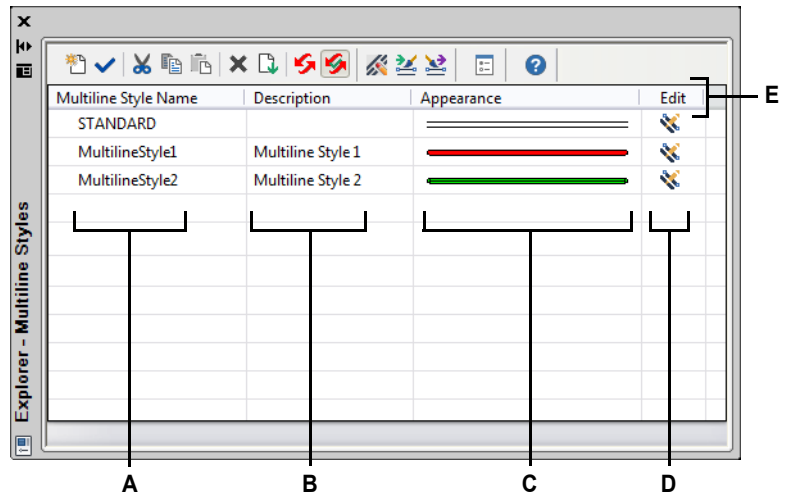 Multiline Style Name Description Appearance Edit
STANDARD
MultilineStyle1 Multiline Style 1
MultilineStyle2 Multiline Style 2
Explorer - Multiline Styles
E
A B C D